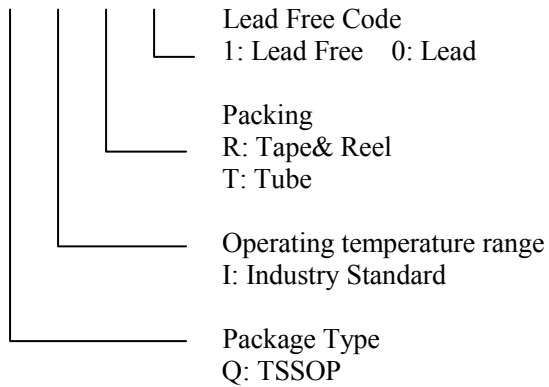 Lead Free Code
1: Lead Free 0: Lead
Packing
R: Tape& Reel
T: Tube
Operating temperature range
I: Industry Standard
Package Type
Q: TSSOP